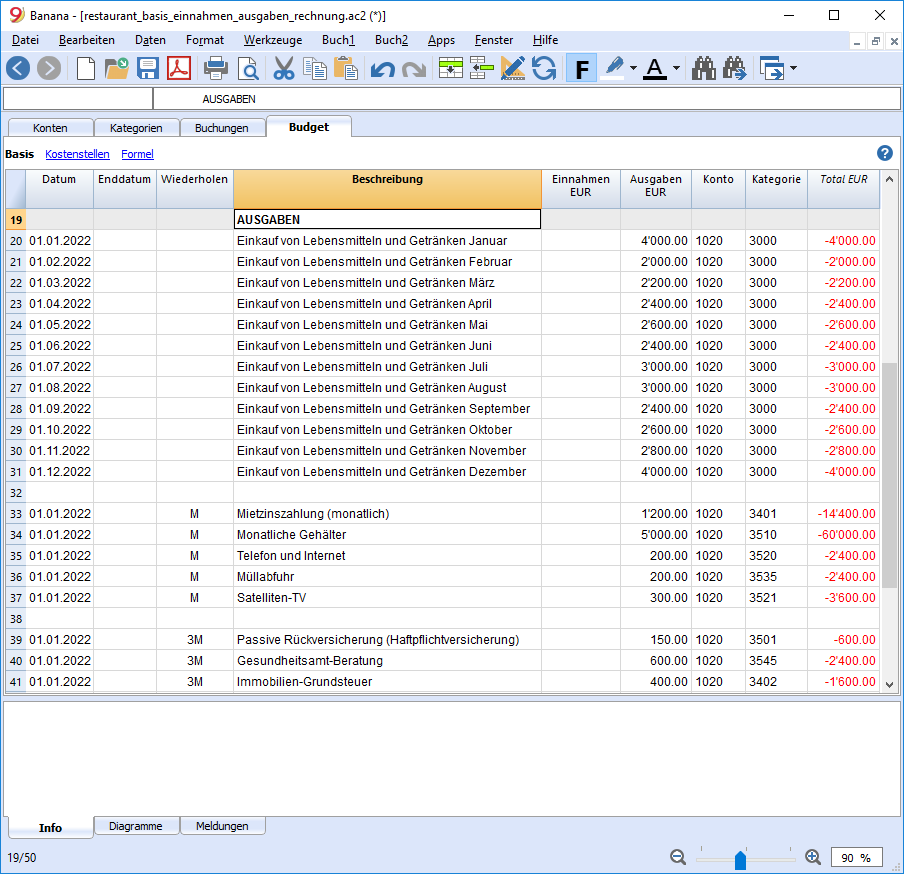 Banana - [restaurant_basis_einnahmen_ausgaben_rechnung.ac2 (*)]
Datei Bearbeiten Daten Format Werkzeuge Buch1 Buch2 Apps Fenster Hilfe
F A
AUSGABEN
Konten Kategorien Buchungen Budget
Basis Kostenstellen Formel ?
Datum Enddatum Wiederholen Beschreibung Einnahmen EUR Ausgaben EUR Konto Kategorie Total EUR
19 AUSGABEN
20 01.01.2022 Einkauf von Lebensmitteln und Getränken Januar 4'000.00 1020 3000 -4'000.00
21 01.02.2022 Einkauf von Lebensmitteln und Getränken Februar 2'000.00 1020 3000 -2'000.00
22 01.03.2022 Einkauf von Lebensmitteln und Getränken März 2'200.00 1020 3000 -2'200.00
23 01.04.2022 Einkauf von Lebensmitteln und Getränken April 2'400.00 1020 3000 -2'400.00
24 01.05.2022 Einkauf von Lebensmitteln und Getränken Mai 2'600.00 1020 3000 -2'600.00
25 01.06.2022 Einkauf von Lebensmitteln und Getränken Juni 2'400.00 1020 3000 -2'400.00
26 01.07.2022 Einkauf von Lebensmitteln und Getränken Juli 3'000.00 1020 3000 -3'000.00
27 01.08.2022 Einkauf von Lebensmitteln und Getränken August 3'000.00 1020 3000 -3'000.00
28 01.09.2022 Einkauf von Lebensmitteln und Getränken September 2'400.00 1020 3000 -2'400.00
29 01.10.2022 Einkauf von Lebensmitteln und Getränken Oktober 2'600.00 1020 3000 -2'600.00
30 01.11.2022 Einkauf von Lebensmitteln und Getränken November 2'800.00 1020 3000 -2'800.00
31 01.12.2022 Einkauf von Lebensmitteln und Getränken Dezember 4'000.00 1020 3000 -4'000.00
32
33 01.01.2022 M Mietzinszahlung (monatlich) 1'200.00 1020 3401 -14'400.00
34 01.01.2022 M Monatliche Gehälter 5'000.00 1020 3510 -60'000.00
35 01.01.2022 M Telefon und Internet 200.00 1020 3520 -2'400.00
36 01.01.2022 M Müllabfuhr 200.00 1020 3535 -2'400.00
37 01.01.2022 M Satelliten-TV 300.00 1020 3521 -3'600.00
38
39 01.01.2022 3M Passive Rückversicherung (Haftpflichtversicherung) 150.00 1020 3501 -600.00
40 01.01.2022 3M Gesundheitsamt-Beratung 600.00 1020 3545 -2'400.00
41 01.01.2022 3M Immobilien-Grundsteuer 400.00 1020 3402 -1'600.00
Info Diagramme Meldungen
19/50 90 %